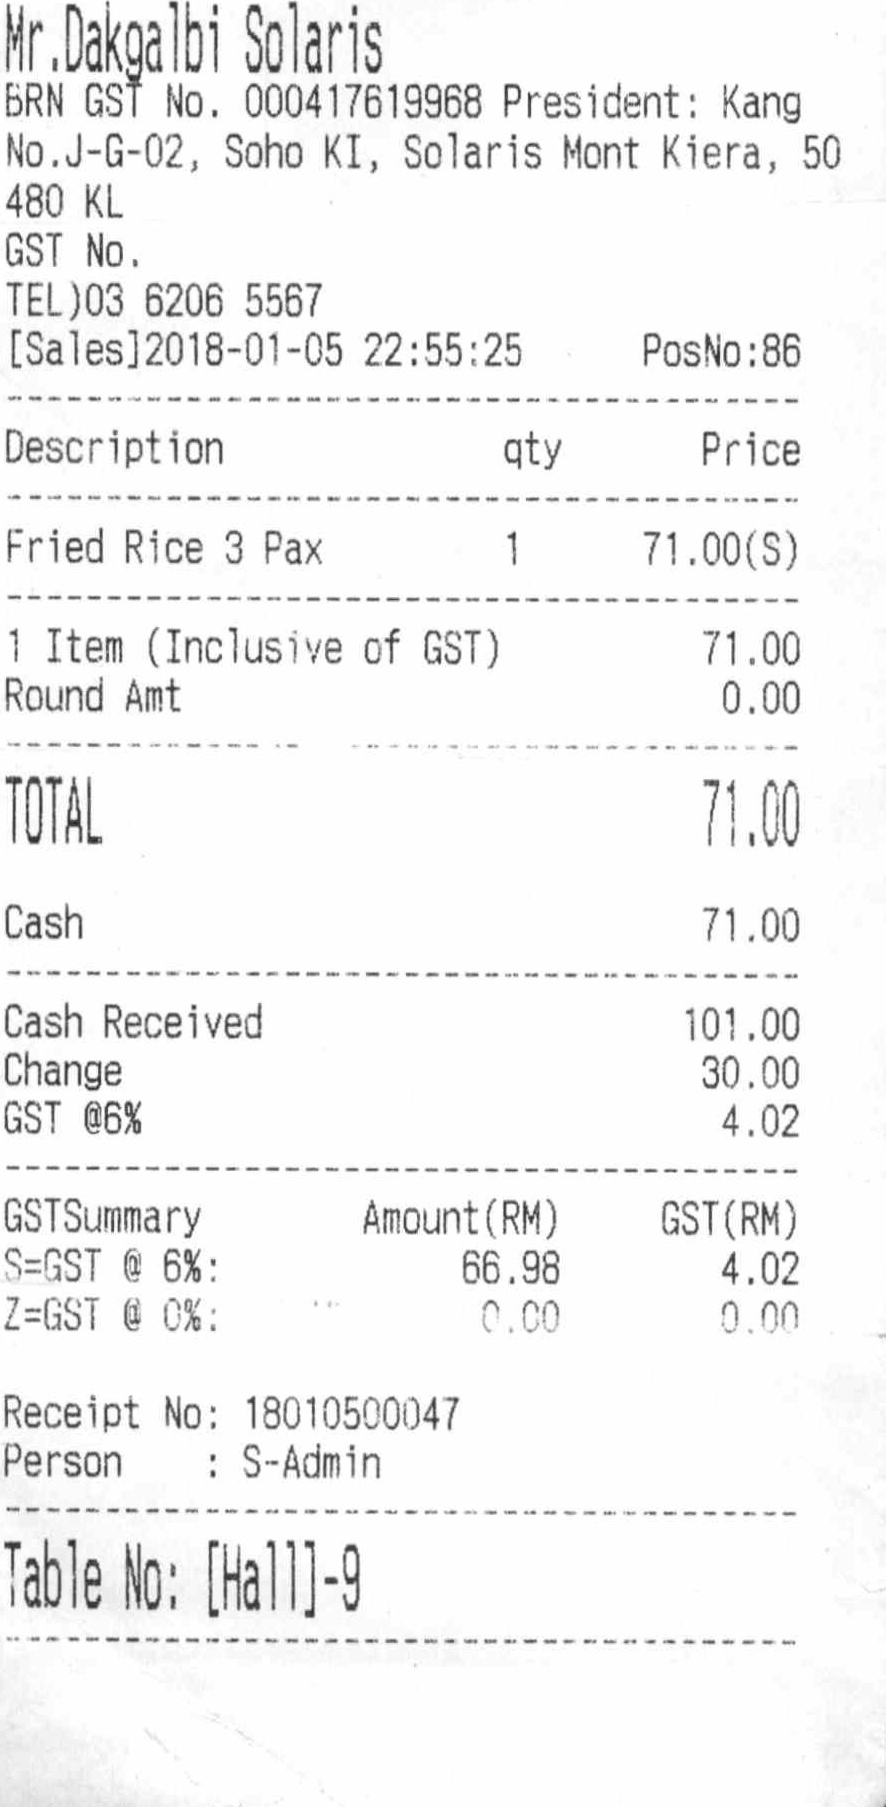 Mr.Dakgalbi Solaris
BRN GST No. 000417619968 President: Kang
No.J-G-02, Soho KI, Solaris Mont Kiera, 50
480 KL
GST No.
TEL)03 6206 5567
[Sales]2018-01-05 22:55:25 PosNo:86
Description qty Price
Fried Rice 3 Pax 1 71.00(S)
1 Item (Inclusive of GST) 71.00
Round Amt 0.00
TOTAL 71.00
Cash 71.00
Cash Received 101.00
Change 30.00
GST @6% 4.02
GSTSummary Amount(RM) GST(RM)
S=GST @ 6%: 66.98 4.02
Z=GST @ 0%: 0.00 0.00
Receipt No: 18010500047
Person : S-Admin
Table No: [Hall]-9